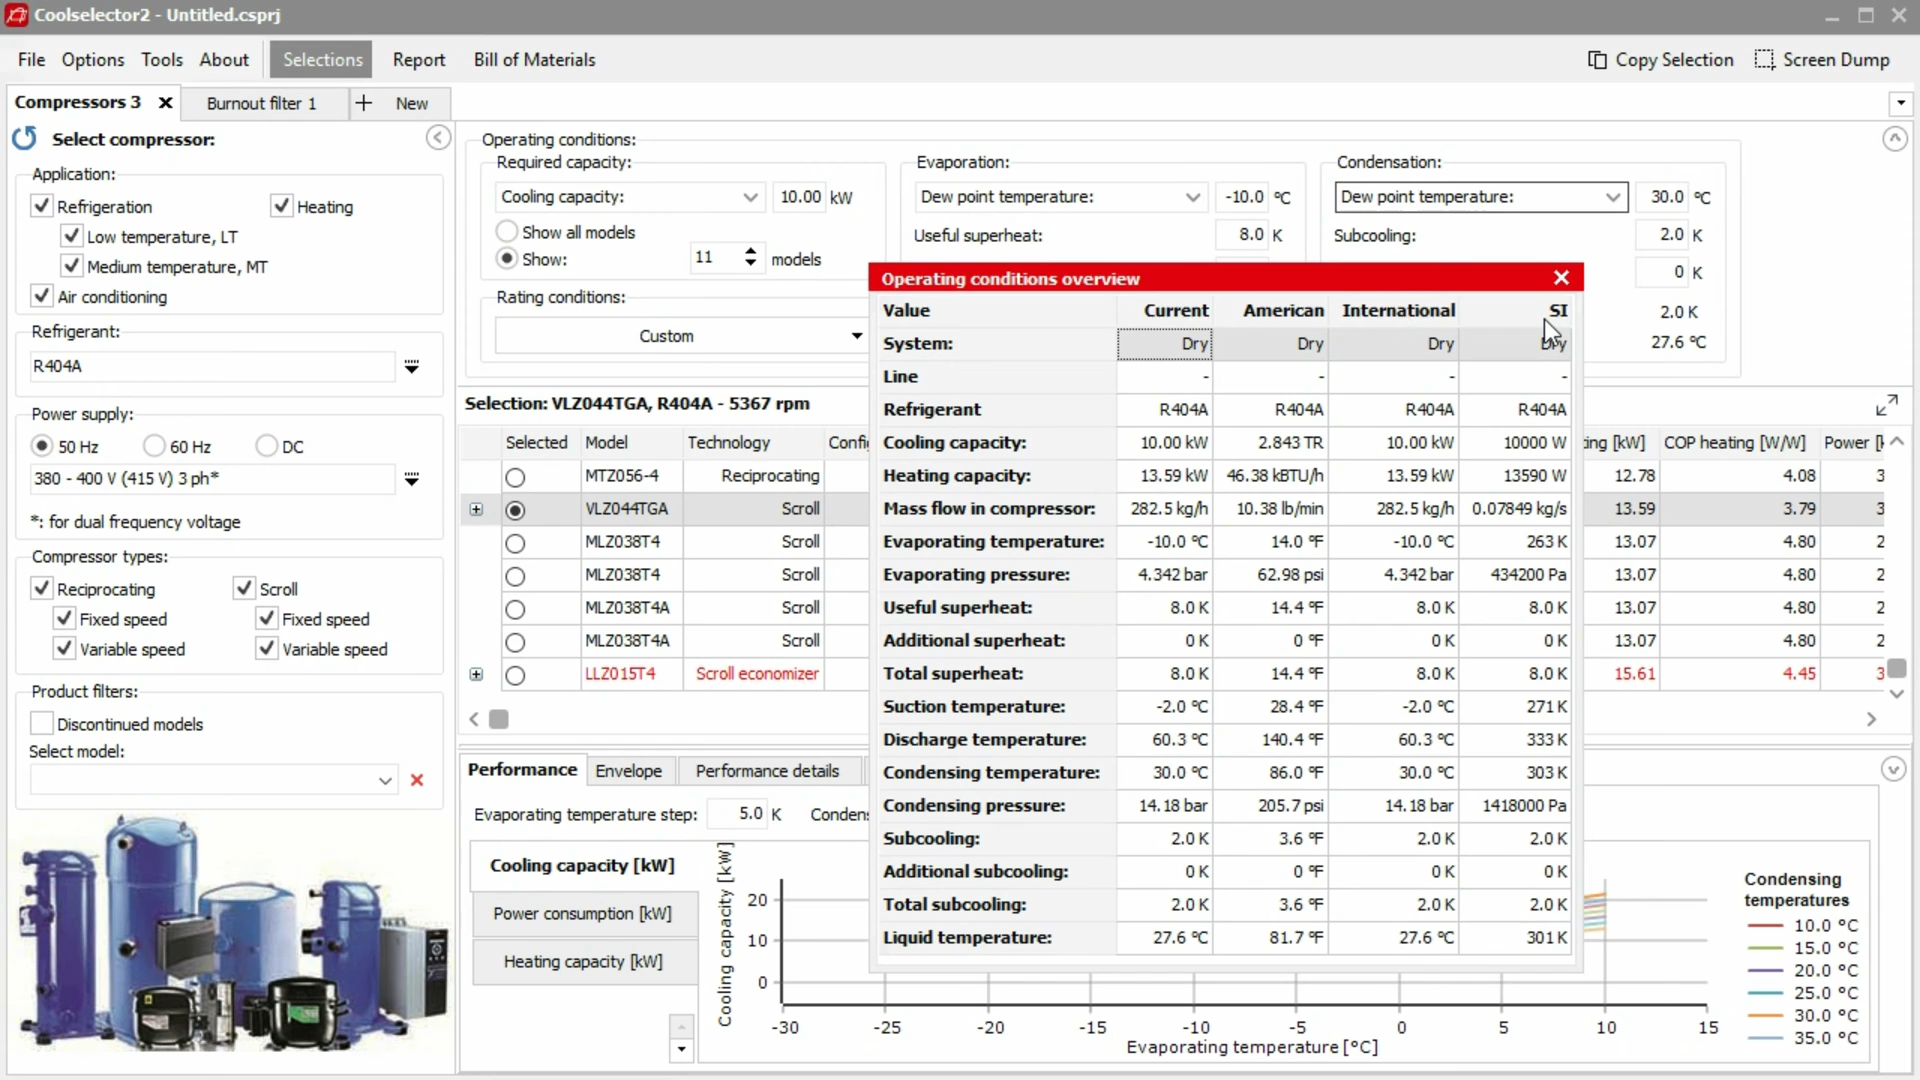 Coolselector2 - Untitled.csprj
File Options Tools About Selections Report Bill of Materials Copy Selection Screen Dump
Compressors 3 Burnout filter 1 New
Select compressor:
Application:
Refrigeration Heating
Low temperature, LT
Medium temperature, MT
Air conditioning
Refrigerant:
R404A
Power supply:
50 Hz 60 Hz DC
380 - 400 V (415 V) 3 ph*
*: for dual frequency voltage
Compressor types:
Reciprocating Scroll
Fixed speed Fixed speed
Variable speed Variable speed
Product filters:
Discontinued models
Select model:
Operating conditions:
Required capacity:
Cooling capacity: 10.00 kW
Show all models
Show: 11 models
Rating conditions:
Custom
Evaporation:
Dew point temperature: -10.0 °C
Useful superheat: 8.0 K
Condensation:
Dew point temperature: 30.0 °C
Subcooling: 2.0 K
0 K
2.0 K
27.6 °C
Selection: VLZ044TGA, R404A - 5367 rpm
Selected Model Technology Confi
MTZ056-4 Reciprocating
VLZ044TGA Scroll
MLZ038T4 Scroll
MLZ038T4 Scroll
MLZ038T4A Scroll
MLZ038T4A Scroll
LLZ015T4 Scroll economizer
ing [kW] COP heating [W/W] Power [k
12.78 4.08 3
13.59 3.79 3
13.07 4.80 2
13.07 4.80 2
13.07 4.80 2
13.07 4.80 2
15.61 4.45 3
Operating conditions overview
Value Current American International SI
System: Dry Dry Dry Dry
Line - - - -
Refrigerant R404A R404A R404A R404A
Cooling capacity: 10.00 kW 2.843 TR 10.00 kW 10000 W
Heating capacity: 13.59 kW 46.38 kBTU/h 13.59 kW 13590 W
Mass flow in compressor: 282.5 kg/h 10.38 lb/min 282.5 kg/h 0.07849 kg/s
Evaporating temperature: -10.0 °C 14.0 °F -10.0 °C 263 K
Evaporating pressure: 4.342 bar 62.98 psi 4.342 bar 434200 Pa
Useful superheat: 8.0 K 14.4 °F 8.0 K 8.0 K
Additional superheat: 0 K 0 °F 0 K 0 K
Total superheat: 8.0 K 14.4 °F 8.0 K 8.0 K
Suction temperature: -2.0 °C 28.4 °F -2.0 °C 271 K
Discharge temperature: 60.3 °C 140.4 °F 60.3 °C 333 K
Condensing temperature: 30.0 °C 86.0 °F 30.0 °C 303 K
Condensing pressure: 14.18 bar 205.7 psi 14.18 bar 1418000 Pa
Subcooling: 2.0 K 3.6 °F 2.0 K 2.0 K
Additional subcooling: 0 K 0 °F 0 K 0 K
Total subcooling: 2.0 K 3.6 °F 2.0 K 2.0 K
Liquid temperature: 27.6 °C 81.7 °F 27.6 °C 301 K
Performance Envelope Performance details
Evaporating temperature step: 5.0 K Conden
Cooling capacity [kW]
Power consumption [kW]
Heating capacity [kW]
Cooling capacity [kW]
20
10
0
-30 -25 -20 -15 -10 -5 0 5 10 15
Evaporating temperature [°C]
Condensing
temperatures
10.0 °C
15.0 °C
20.0 °C
25.0 °C
30.0 °C
35.0 °C